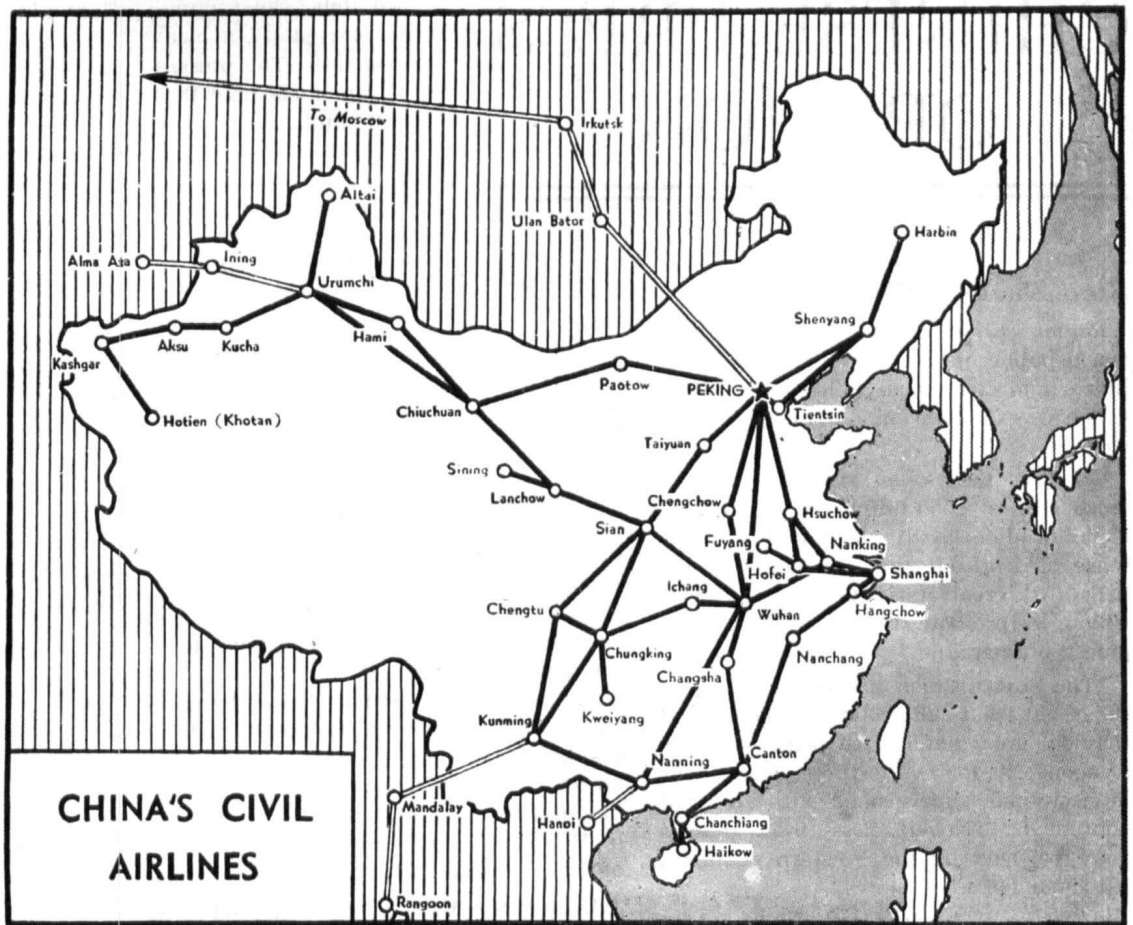 To Moscow
Irkutsk
Altai
Ulan Bator
Harbin
Alma Ata
Ining
Urumchi
Shenyang
Hami
Aksu
Kucha
Kashgar
Paotow
PEKING
Tientsin
Chiuchuan
Hotien (Khotan)
Taiyuan
Sining
Lanchow
Chengchow
Hsuchow
Sian
Fuyang
Nanking
Hofei
Shanghai
Ichang
Chengtu
Wuhan
Hangchow
Chungking
Nanchang
Changsha
Kweiyang
Kunming
Nanning
Canton
Mandalay
Hanoi
Chanchiang
Haikow
Rangoon
CHINA'S CIVIL
AIRLINES